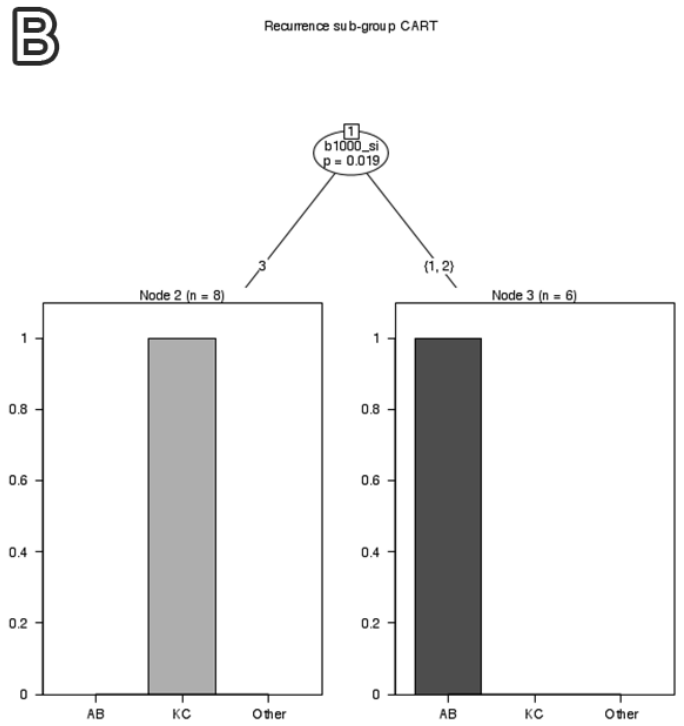 B
Recurrence sub-group CART
1
b1000_si
p = 0.019
3
{1, 2}
Node 2 (n = 8)
1
0.8
0.6
0.4
0.2
0
AB KC Other
Node 3 (n = 6)
1
0.8
0.6
0.4
0.2
0
AB KC Other